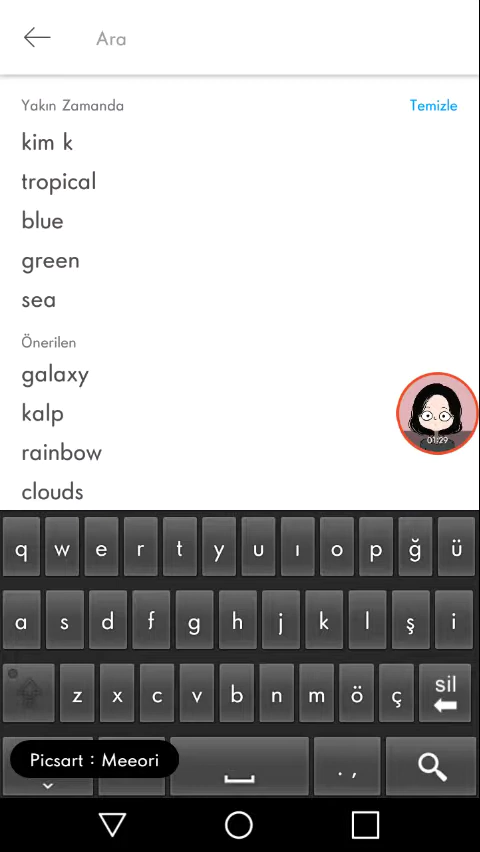 Ara
Yakın Zamanda Temizle
kim k
tropical
blue
green
sea
Önerilen
galaxy
kalp
01:29
rainbow
clouds
q w e r t y u ı o p ğ ü
a s d f g h j k l ş i
z x c v b n m ö ç sil
Picsart : Meeori . ,